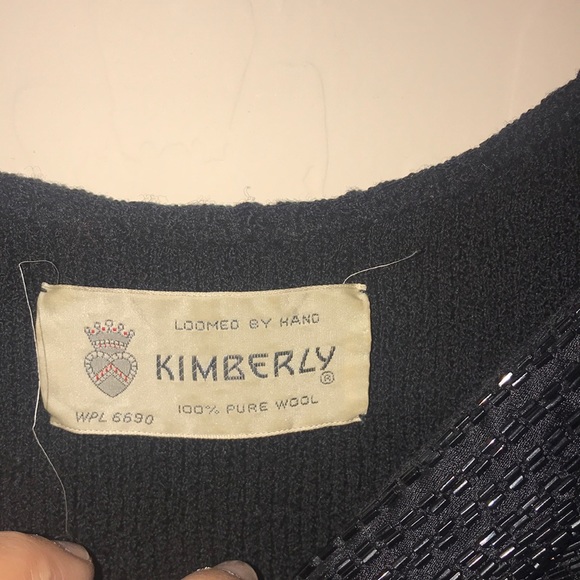 LOOMED BY HAND
KIMBERLY®
100% PURE WOOL
WPL 6690